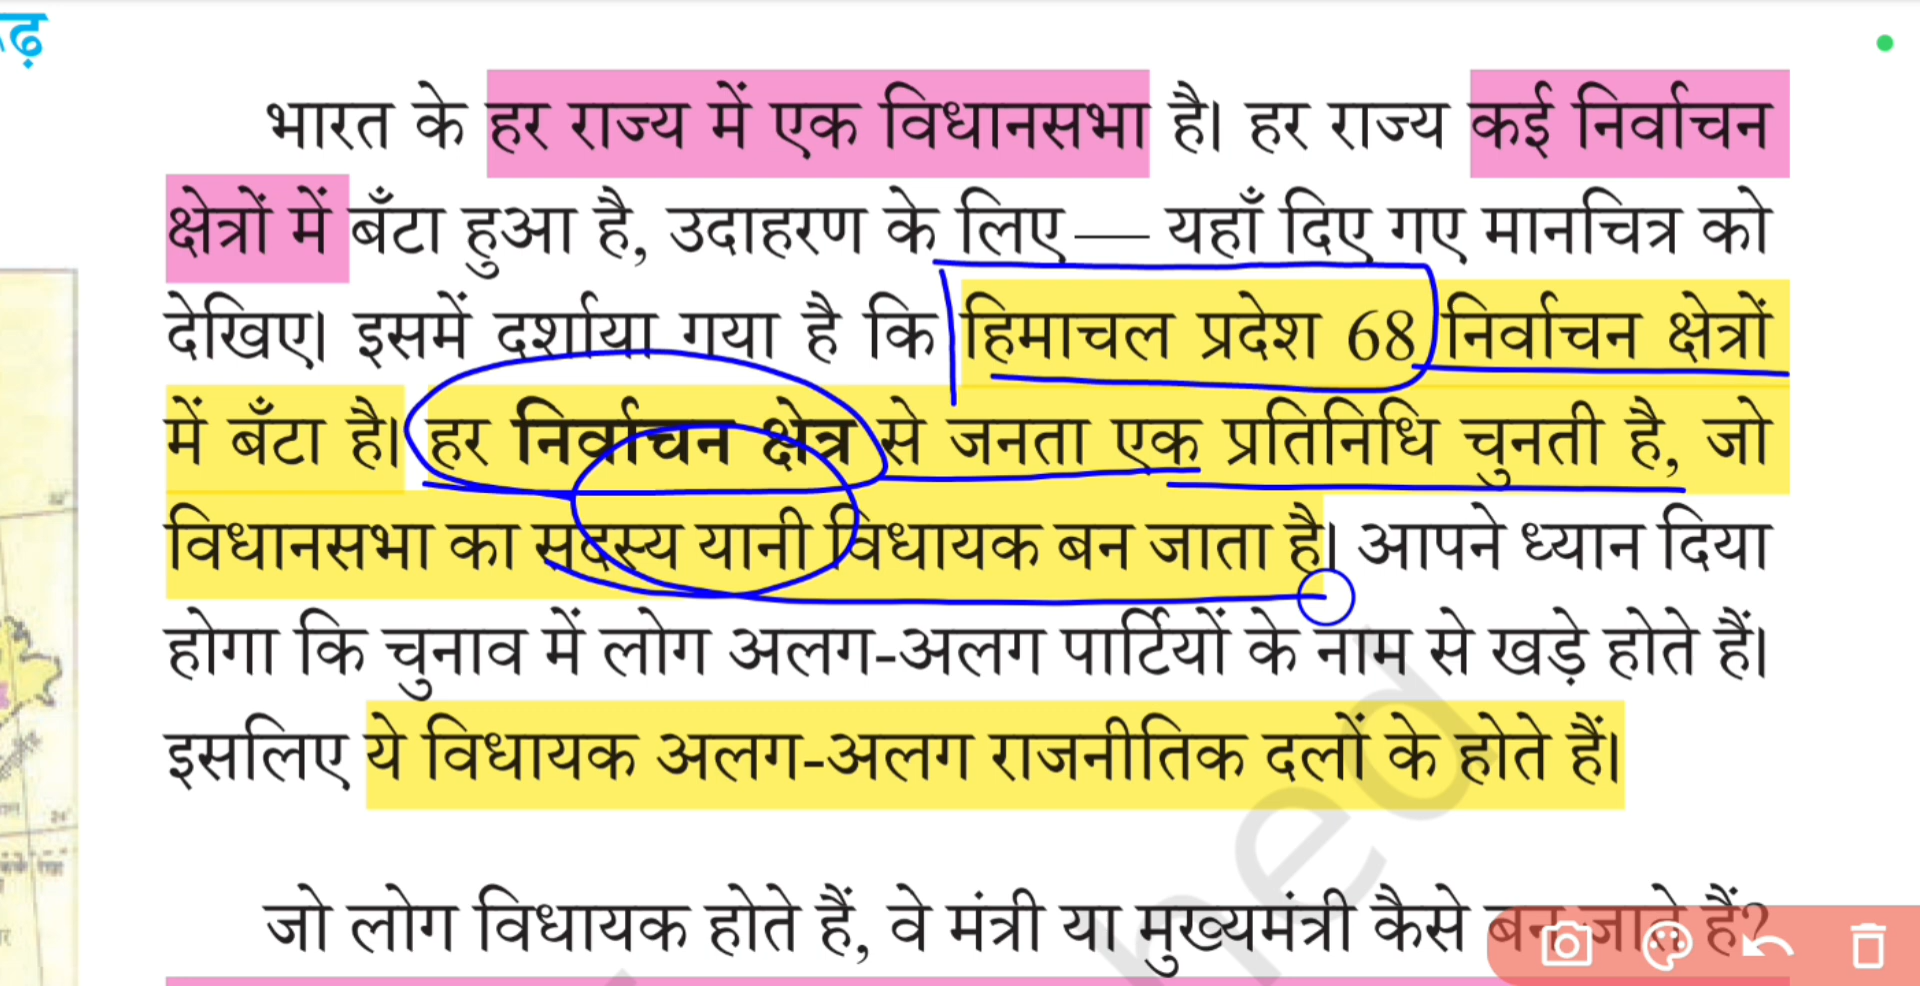 ढ़
भारत के हर राज्य में एक विधानसभा है। हर राज्य कई निर्वाचन
क्षेत्रों में बँटा हुआ है, उदाहरण के लिए — यहाँ दिए गए मानचित्र को
देखिए। इसमें दर्शाया गया है कि हिमाचल प्रदेश 68 निर्वाचन क्षेत्रों
में बँटा है। हर निर्वाचन क्षेत्र से जनता एक प्रतिनिधि चुनती है, जो
विधानसभा का सदस्य यानी विधायक बन जाता है। आपने ध्यान दिया
होगा कि चुनाव में लोग अलग-अलग पार्टियों के नाम से खड़े होते हैं।
इसलिए ये विधायक अलग-अलग राजनीतिक दलों के होते हैं।
जो लोग विधायक होते हैं, वे मंत्री या मुख्यमंत्री कैसे बन जाते हैं?
hed